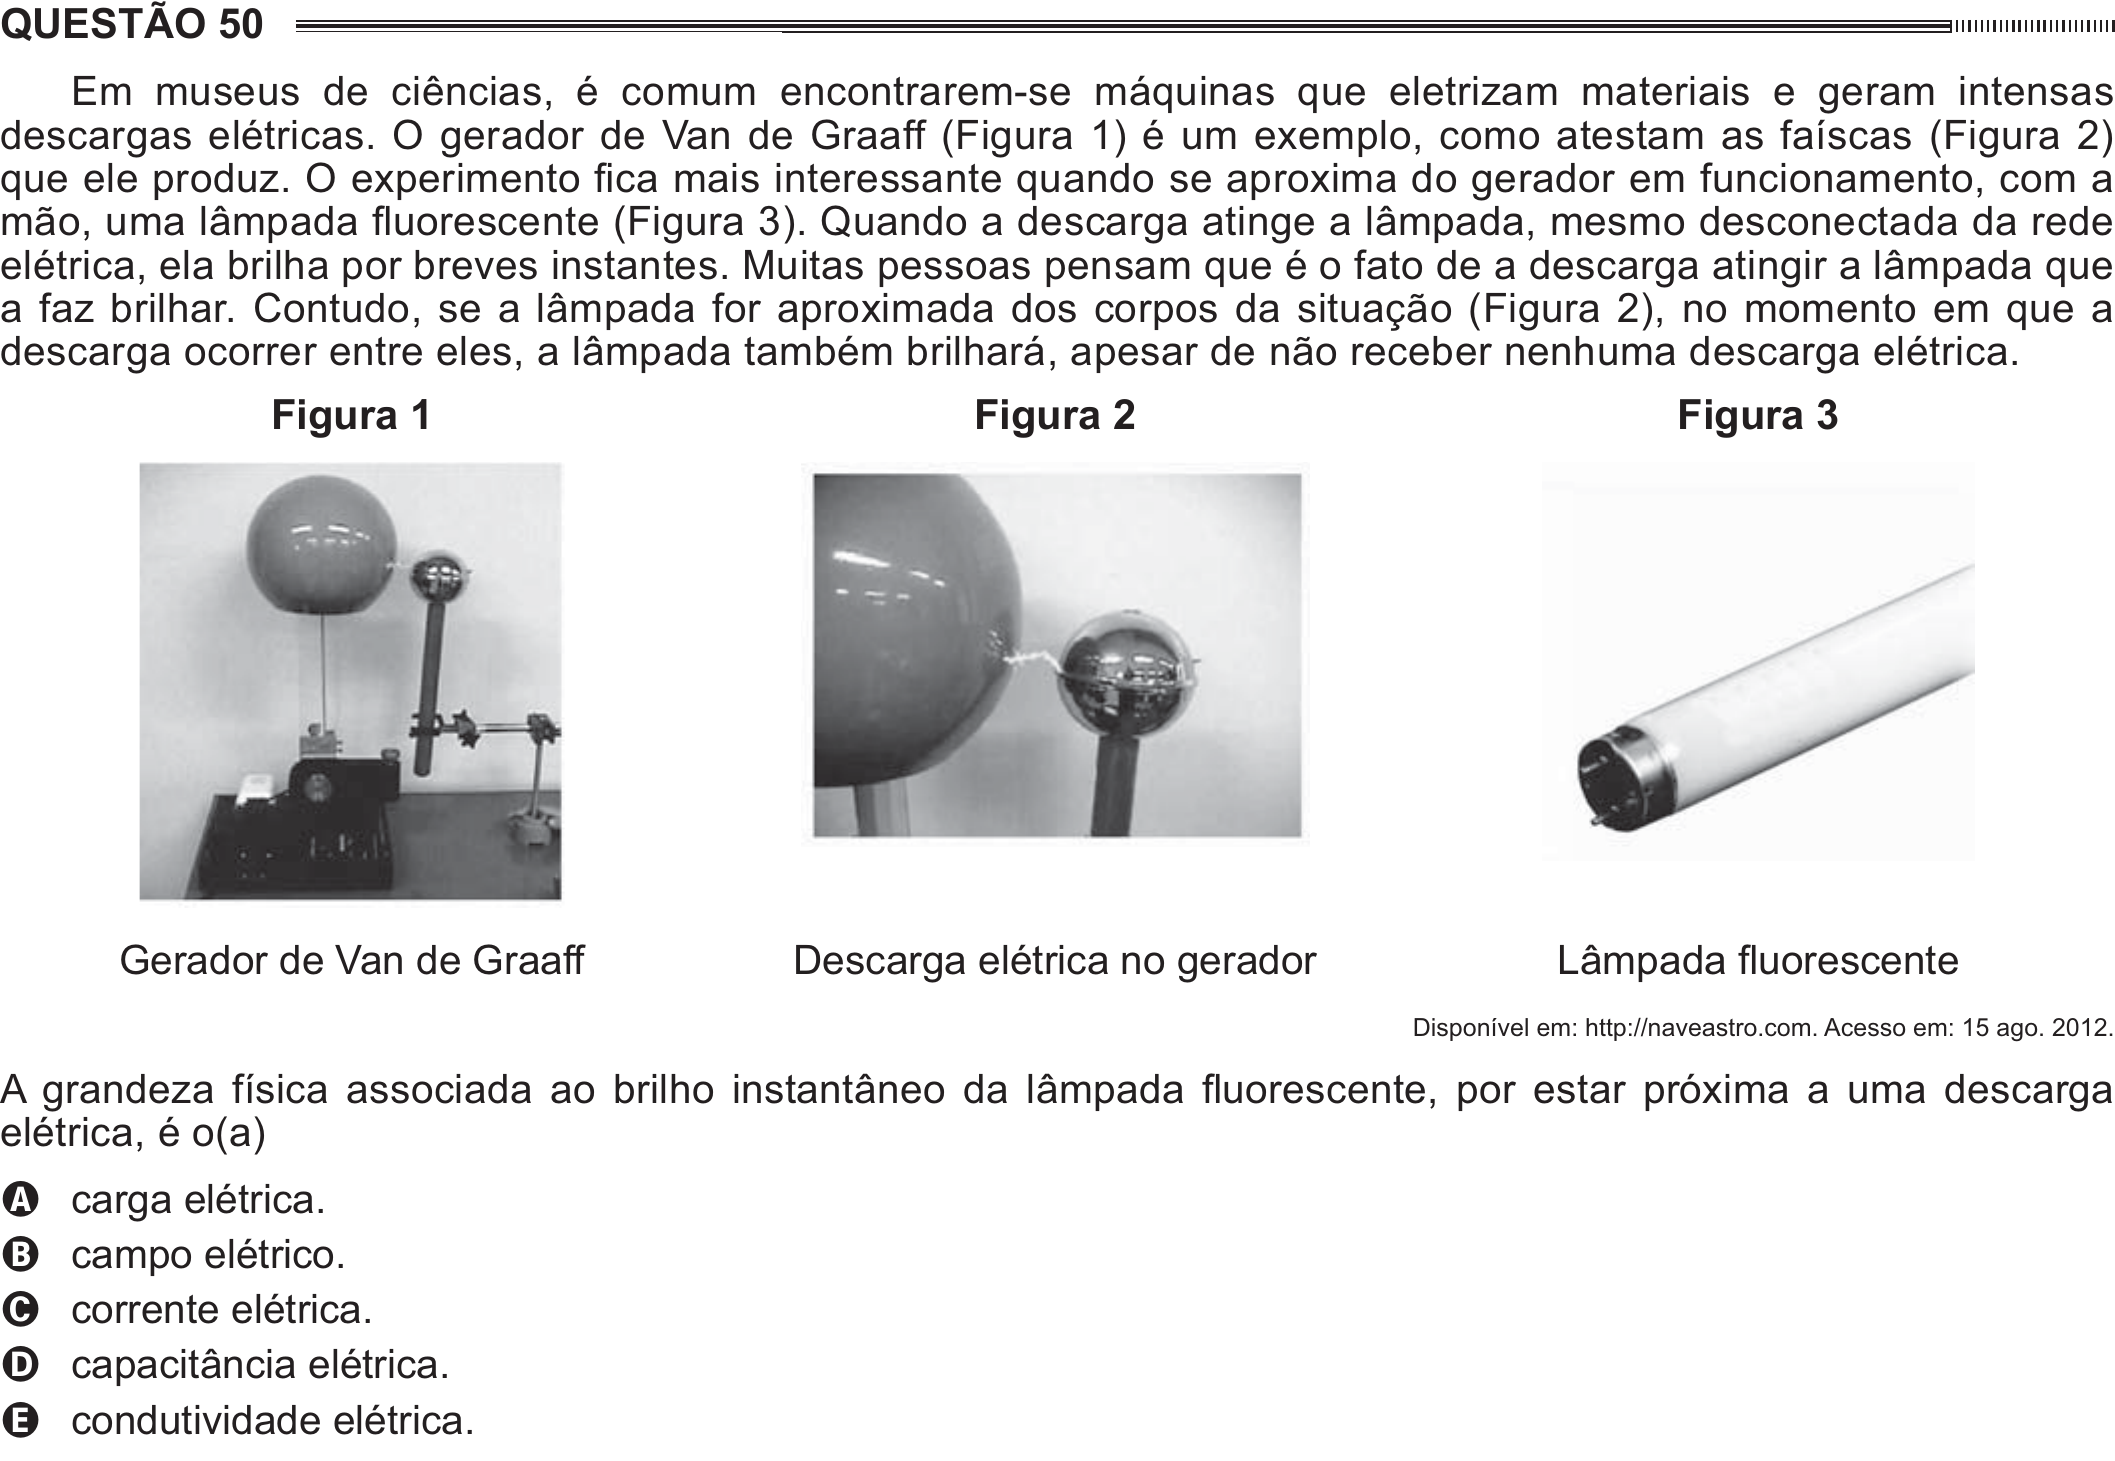 QUESTÃO 50
Em museus de ciências, é comum encontrarem-se máquinas que eletrizam materiais e geram intensas
descargas elétricas. O gerador de Van de Graaff (Figura 1) é um exemplo, como atestam as faíscas (Figura 2)
que ele produz. O experimento fica mais interessante quando se aproxima do gerador em funcionamento, com a
mão, uma lâmpada fluorescente (Figura 3). Quando a descarga atinge a lâmpada, mesmo desconectada da rede
elétrica, ela brilha por breves instantes. Muitas pessoas pensam que é o fato de a descarga atingir a lâmpada que
a faz brilhar. Contudo, se a lâmpada for aproximada dos corpos da situação (Figura 2), no momento em que a
descarga ocorrer entre eles, a lâmpada também brilhará, apesar de não receber nenhuma descarga elétrica.
Figura 1 Figura 2 Figura 3
Gerador de Van de Graaff Descarga elétrica no gerador Lâmpada fluorescente
Disponível em: http://naveastro.com. Acesso em: 15 ago. 2012.
A grandeza física associada ao brilho instantâneo da lâmpada fluorescente, por estar próxima a uma descarga
elétrica, é o(a)
A carga elétrica.
B campo elétrico.
C corrente elétrica.
D capacitância elétrica.
E condutividade elétrica.